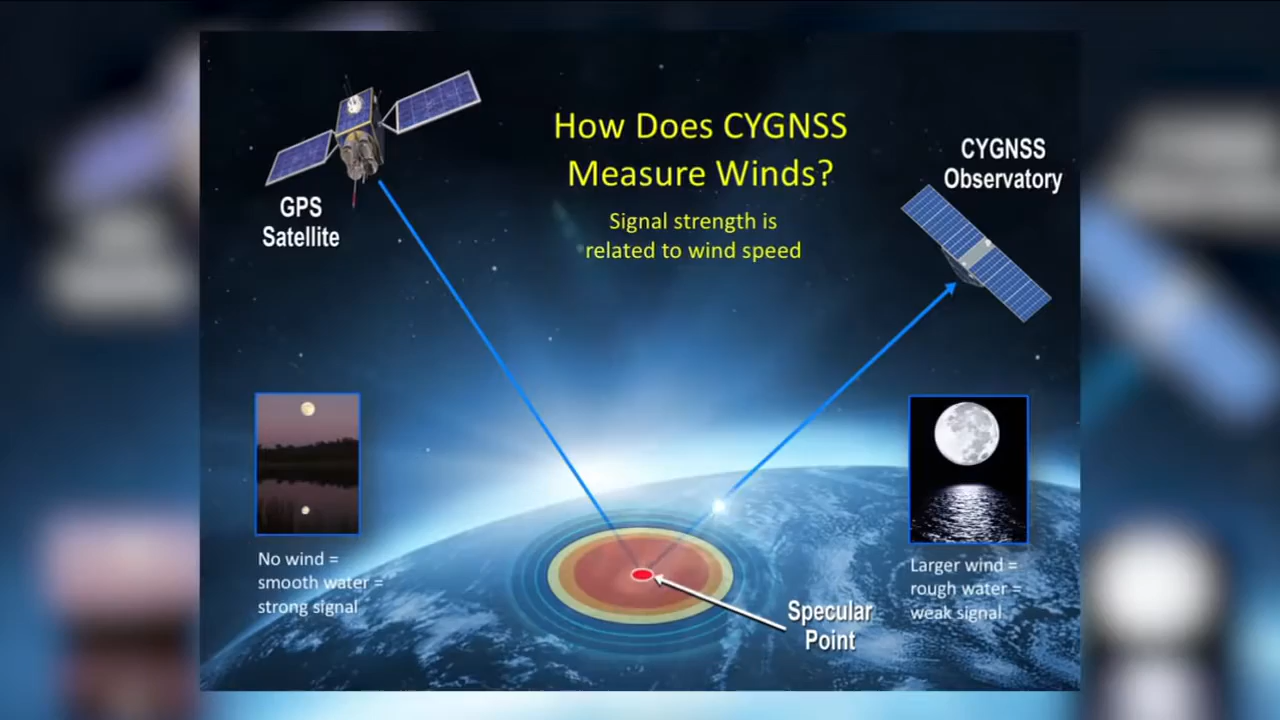 How Does CYGNSS
Measure Winds?
Signal strength is
related to wind speed
GPS
Satellite
CYGNSS
Observatory
No wind =
smooth water =
strong signal
Larger wind =
rough water =
weak signal
Specular
Point